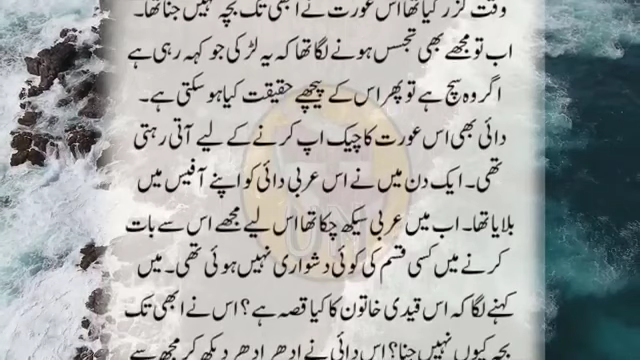 وقت گزر گیا تھا اس عورت نے ابھی تک بچہ نہیں جنا تھا۔
اب تو مجھے بھی تجسس ہونے لگا تھا کہ یہ لڑکی جو کہہ رہی ہے
اگر وہ سچ ہے تو پھر اس کے پیچھے حقیقت کیا ہو سکتی ہے۔
دائی بھی اس عورت کا چیک اپ کرنے کے لیے آتی رہتی
تھی۔ ایک دن میں نے اس عربی دائی کو اپنے آفیس میں
بلایا تھا۔ اب میں عربی سیکھ چکا تھا اس لیے مجھے اس سے بات
کرنے میں کسی قسم کی کوئی دشواری نہیں ہوئی تھی۔ میں
کہنے لگا کہ اس قیدی خاتون کا کیا قصہ ہے؟ اس نے ابھی تک
بچہ کیوں نہیں جنا؟ اس دائی نے ادھر ادھر دیکھ کر مجھ سے